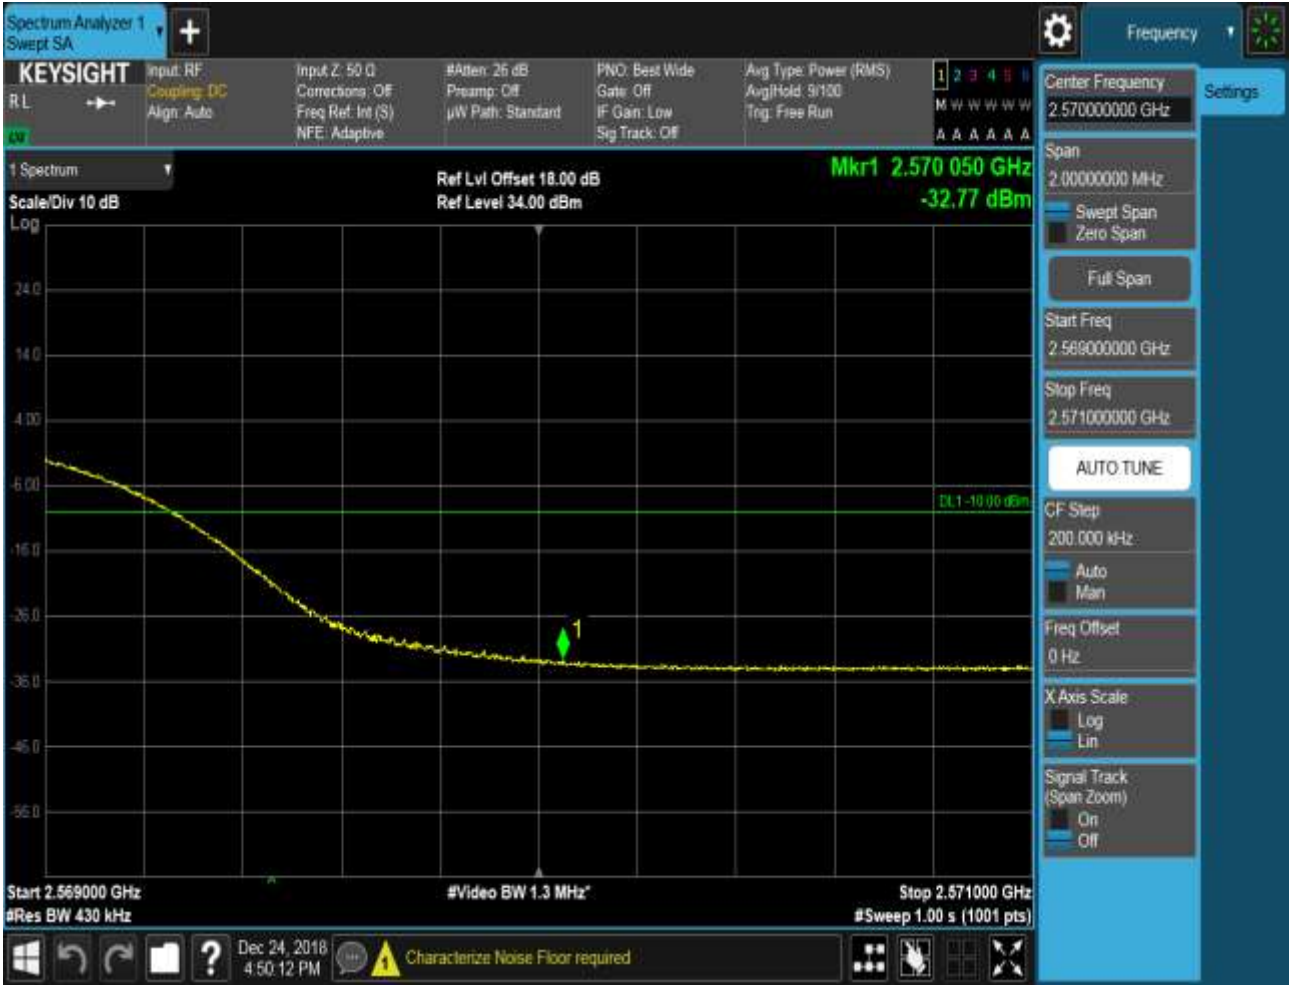 Spectrum Analyzer 1
Swept SA
+
Frequency
KEYSIGHT
RL
Input: RF
Coupling: DC
Align: Auto
Input Z: 50 Ω
Corrections: Off
Freq Ref: Int (S)
NFE: Adaptive
#Atten: 26 dB
Preamp: Off
µW Path: Standard
PNO: Best Wide
Gate: Off
IF Gain: Low
Sig Track: Off
Avg Type: Power (RMS)
Avg|Hold: 9/100
Trig: Free Run
1 2 3 4 5 6
M W W W W W
A A A A A A
1 Spectrum
Scale/Div 10 dB
Log
Ref Lvl Offset 18.00 dB
Ref Level 34.00 dBm
Mkr1 2.570 050 GHz
-32.77 dBm
24.0
14.0
4.00
-6.00
-16.0
-26.0
-36.0
-46.0
-56.0
DL1 -10.00 dBm
1
Start 2.569000 GHz
#Res BW 430 kHz
#Video BW 1.3 MHz*
Stop 2.571000 GHz
#Sweep 1.00 s (1001 pts)
?
Dec 24, 2018
4:50:12 PM
Characterize Noise Floor required
Center Frequency
2.570000000 GHz
Settings
Span
2.00000000 MHz
Swept Span
Zero Span
Full Span
Start Freq
2.569000000 GHz
Stop Freq
2.571000000 GHz
AUTO TUNE
CF Step
200.000 kHz
Auto
Man
Freq Offset
0 Hz
X Axis Scale
Log
Lin
Signal Track
(Span Zoom)
On
Off